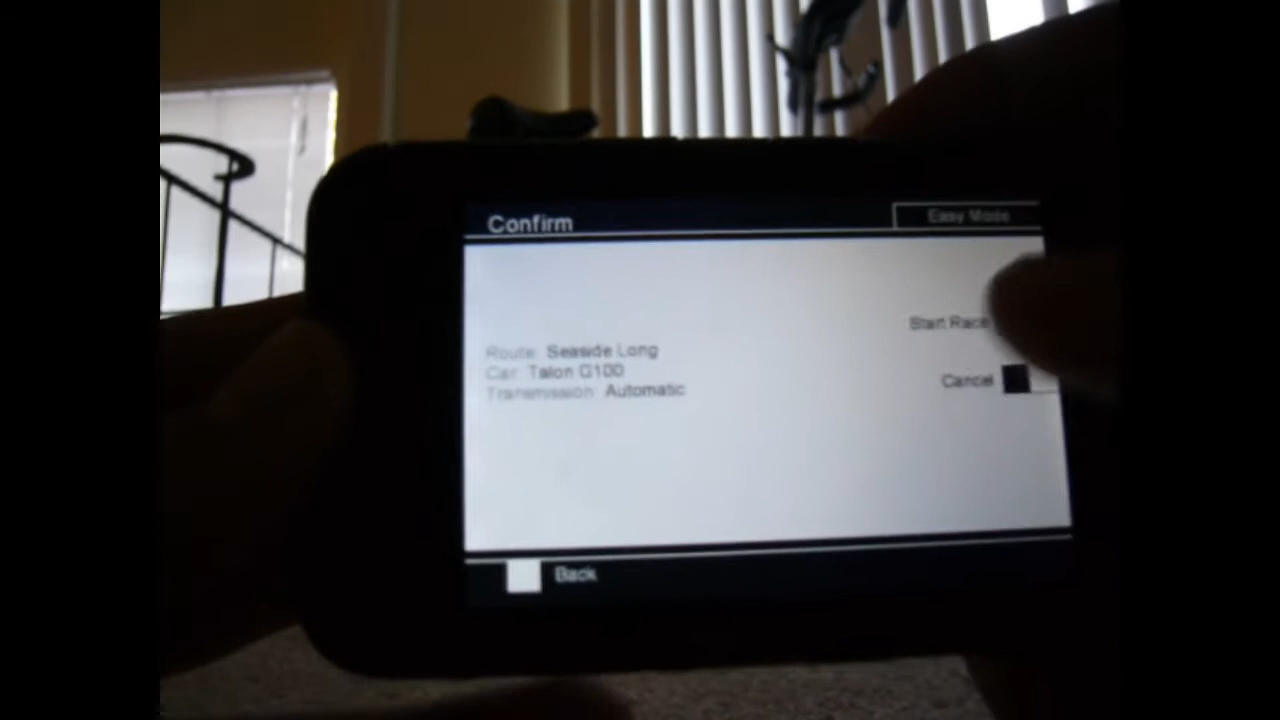 Confirm
Easy Mode
Start Race
Route: Seaside Long
Car: Talon G100
Cancel
Transmission: Automatic
Back